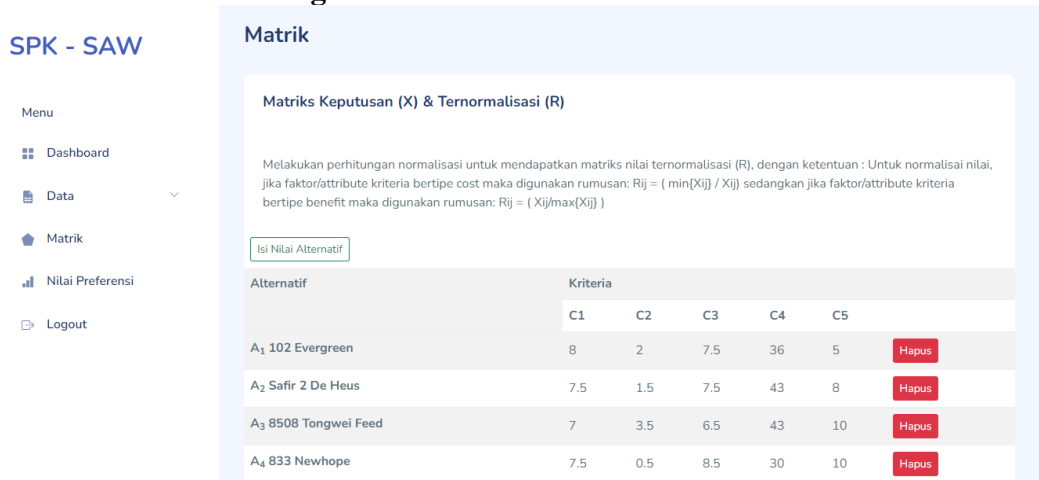 SPK - SAW
Menu
Dashboard
Data
Matrik
Nilai Preferensi
Logout
Matrik
Matriks Keputusan (X) & Ternormalisasi (R)
Melakukan perhitungan normalisasi untuk mendapatkan matriks nilai ternormalisasi (R), dengan ketentuan : Untuk normalisai nilai,
jika faktor/attribute kriteria bertipe cost maka digunakan rumusan: Rij = ( min{Xij} / Xij) sedangkan jika faktor/attribute kriteria
bertipe benefit maka digunakan rumusan: Rij = ( Xij/max{Xij} )
Isi Nilai Alternatif
Alternatif Kriteria
C1 C2 C3 C4 C5
A₁ 102 Evergreen 8 2 7.5 36 5 Hapus
A₂ Safir 2 De Heus 7.5 1.5 7.5 43 8 Hapus
A₃ 8508 Tongwei Feed 7 3.5 6.5 43 10 Hapus
A₄ 833 Newhope 7.5 0.5 8.5 30 10 Hapus